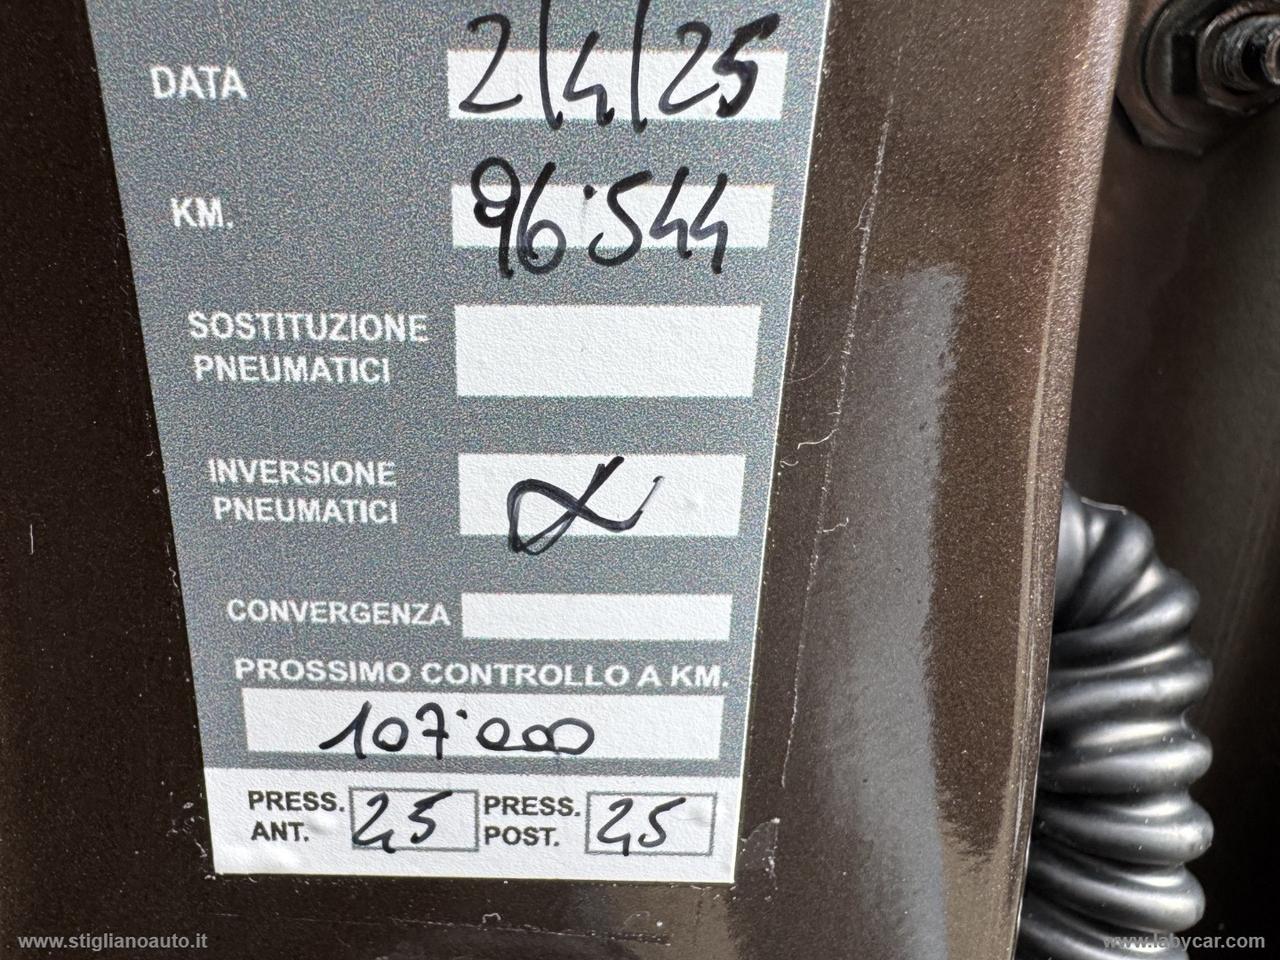 DATA 2/4/25
KM. 96.544
SOSTITUZIONE
PNEUMATICI
INVERSIONE
PNEUMATICI
CONVERGENZA
PROSSIMO CONTROLLO A KM.
107.000
PRESS. ANT. 2,5 PRESS. POST. 2,5
www.stiglianoauto.it
www.labycar.com